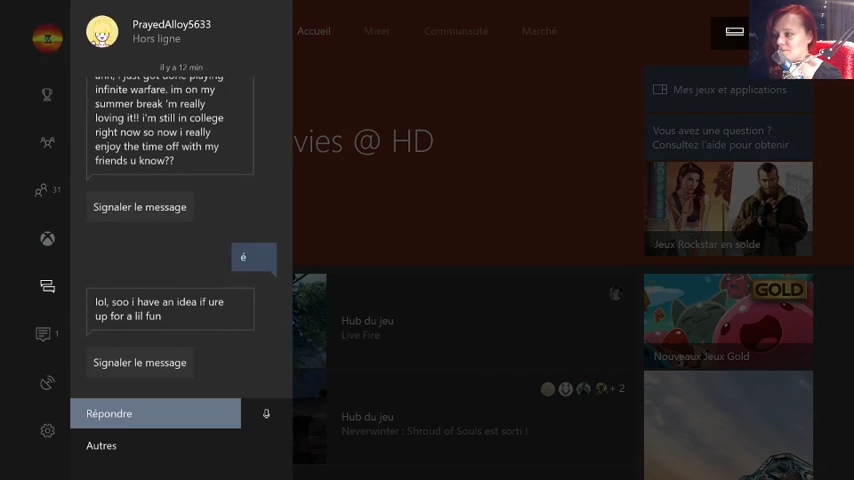 PrayedAlloy5633
Hors ligne
il y a 12 min
uhh, i just got done playing
infinite warfare. im on my
summer break 'm really
loving it!! i'm still in college
right now so now i really
enjoy the time off with my
friends u know??
Signaler le message
é
lol, soo i have an idea if ure
up for a lil fun
Signaler le message
Répondre
Autres
31
1
Accueil
Mixer
Communauté
Marché
vies @ HD
Mes jeux et applications
Vous avez une question ?
Consultez l'aide pour obtenir
Jeux Rockstar en solde
Hub du jeu
Live Fire
+ 2
Hub du jeu
Neverwinter : Shroud of Souls est sorti !
GOLD
Nouveaux Jeux Gold